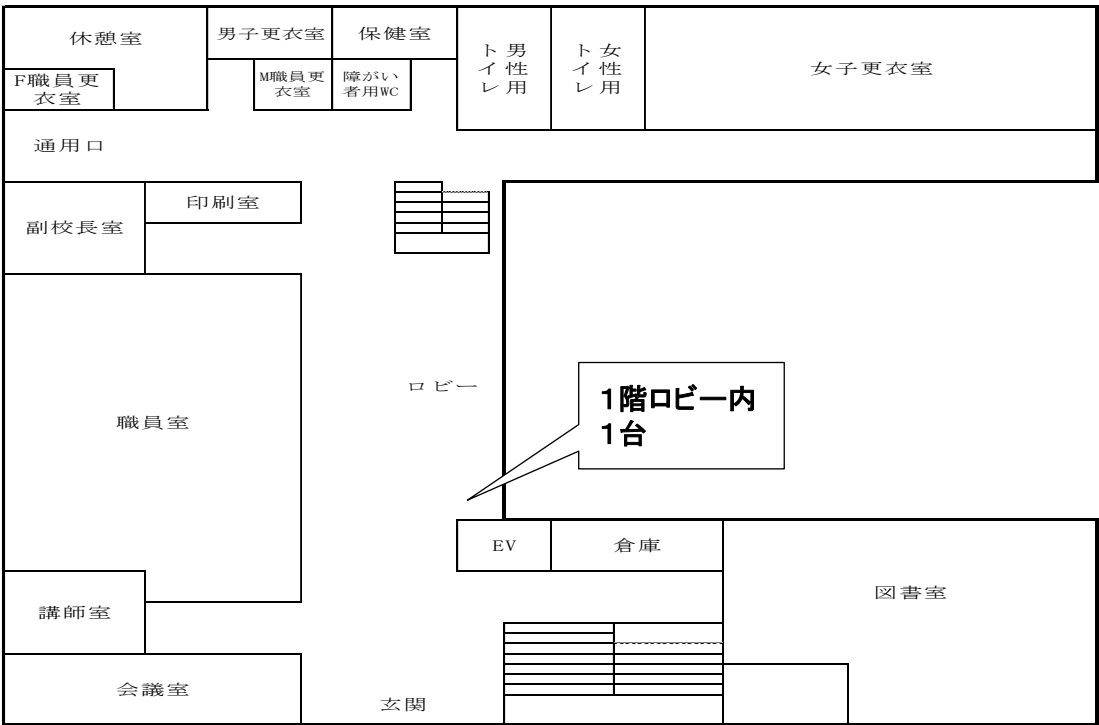 休憩室
男子更衣室
保健室
男性用
トイレ
女性用
トイレ
女子更衣室
F職員更
衣室
M職員更
衣室
障がい
者用WC
通用口
印刷室
副校長室
ロビー
1階ロビー内
1台
職員室
EV
倉庫
図書室
講師室
会議室
玄関